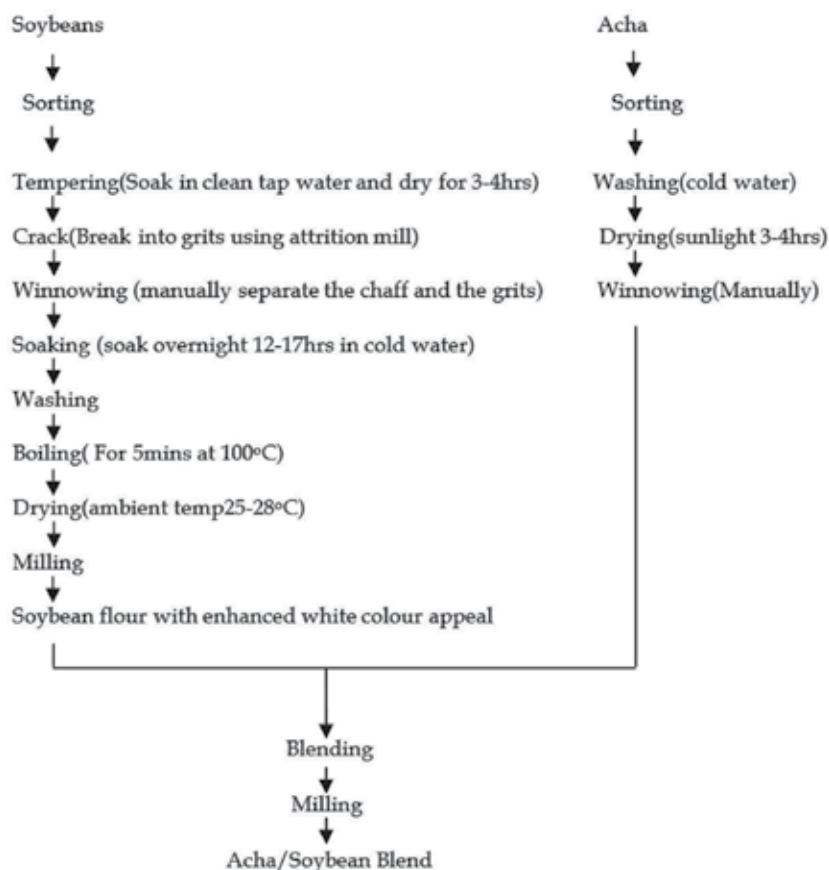 Soybeans
Sorting
Tempering(Soak in clean tap water and dry for 3-4hrs)
Crack(Break into grits using attrition mill)
Winnowing (manually separate the chaff and the grits)
Soaking (soak overnight 12-17hrs in cold water)
Washing
Boiling( For 5mins at 100ºC)
Drying(ambient temp25-28ºC)
Milling
Soybean flour with enhanced white colour appeal
Acha
Sorting
Washing(cold water)
Drying(sunlight 3-4hrs)
Winnowing(Manually)
Blending
Milling
Acha/Soybean Blend